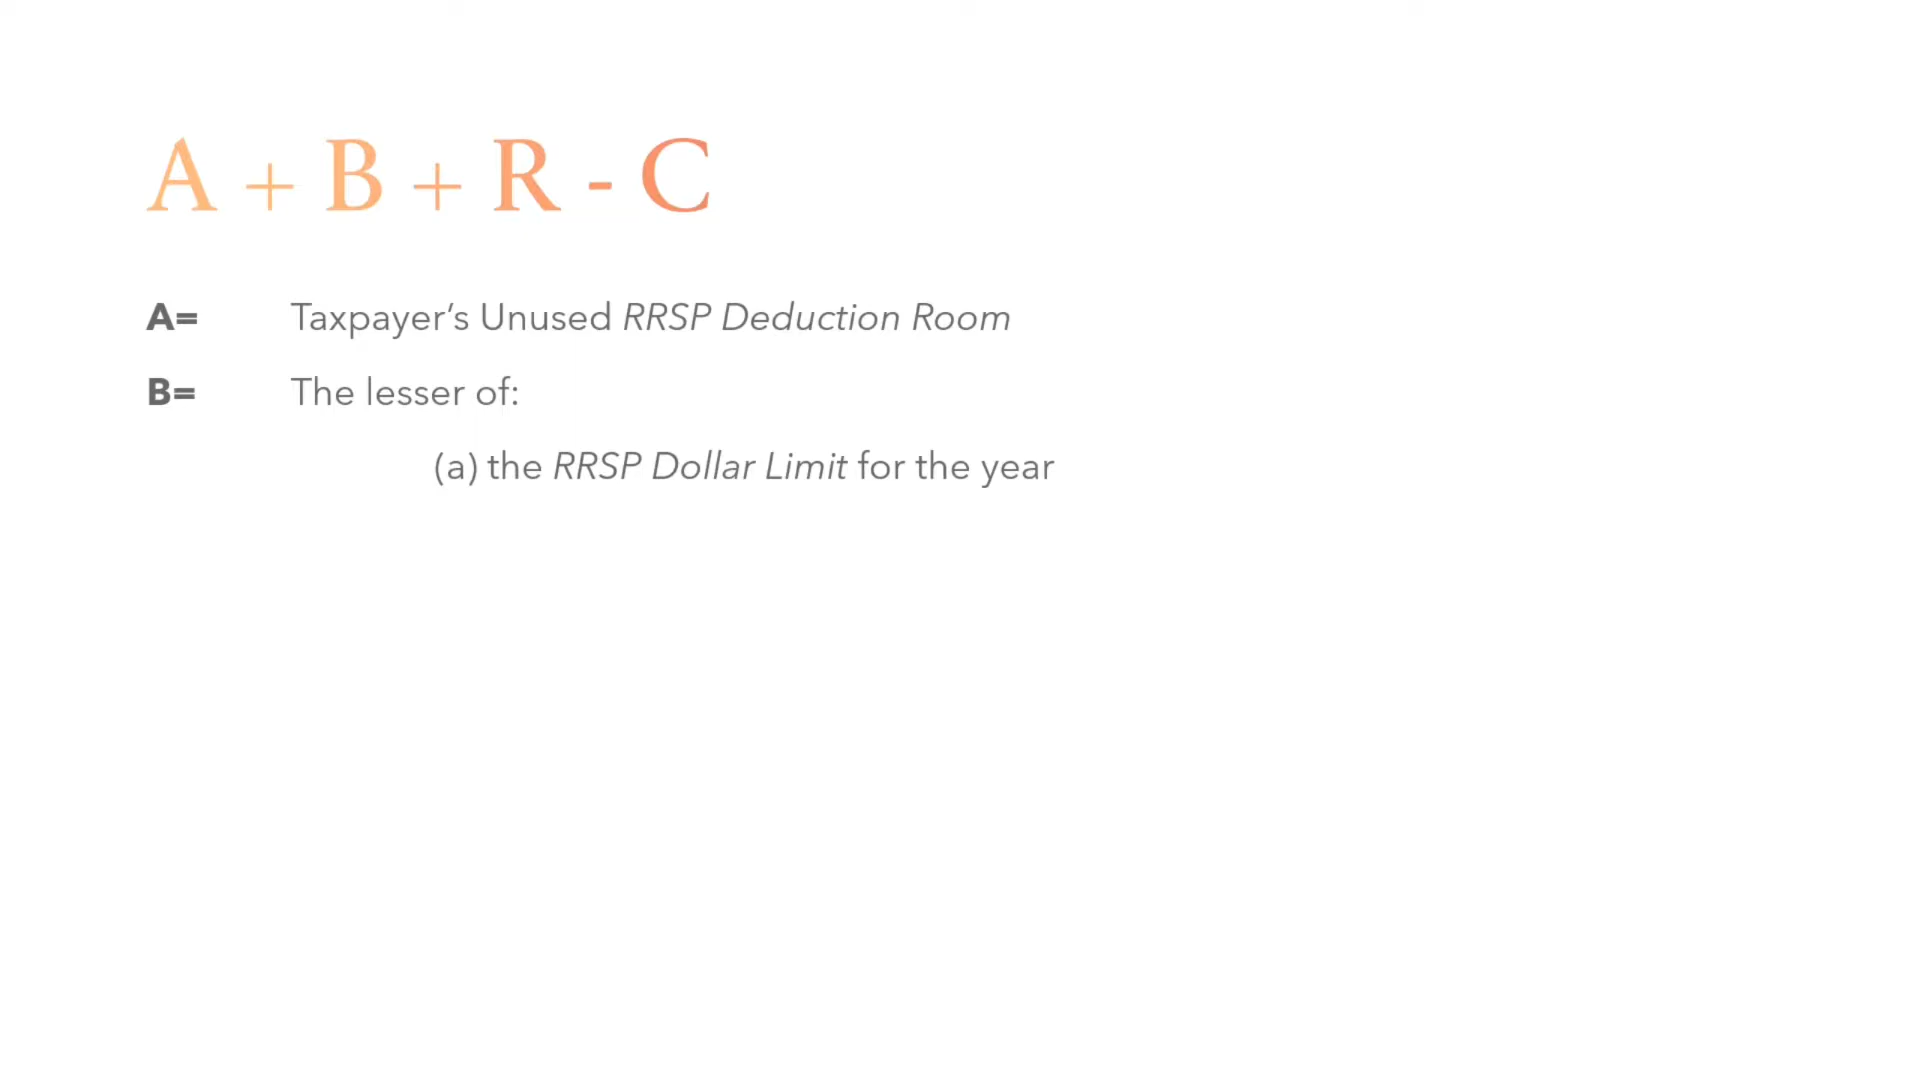 A + B + R - C
A= Taxpayer’s Unused RRSP Deduction Room
B= The lesser of:
(a) the RRSP Dollar Limit for the year